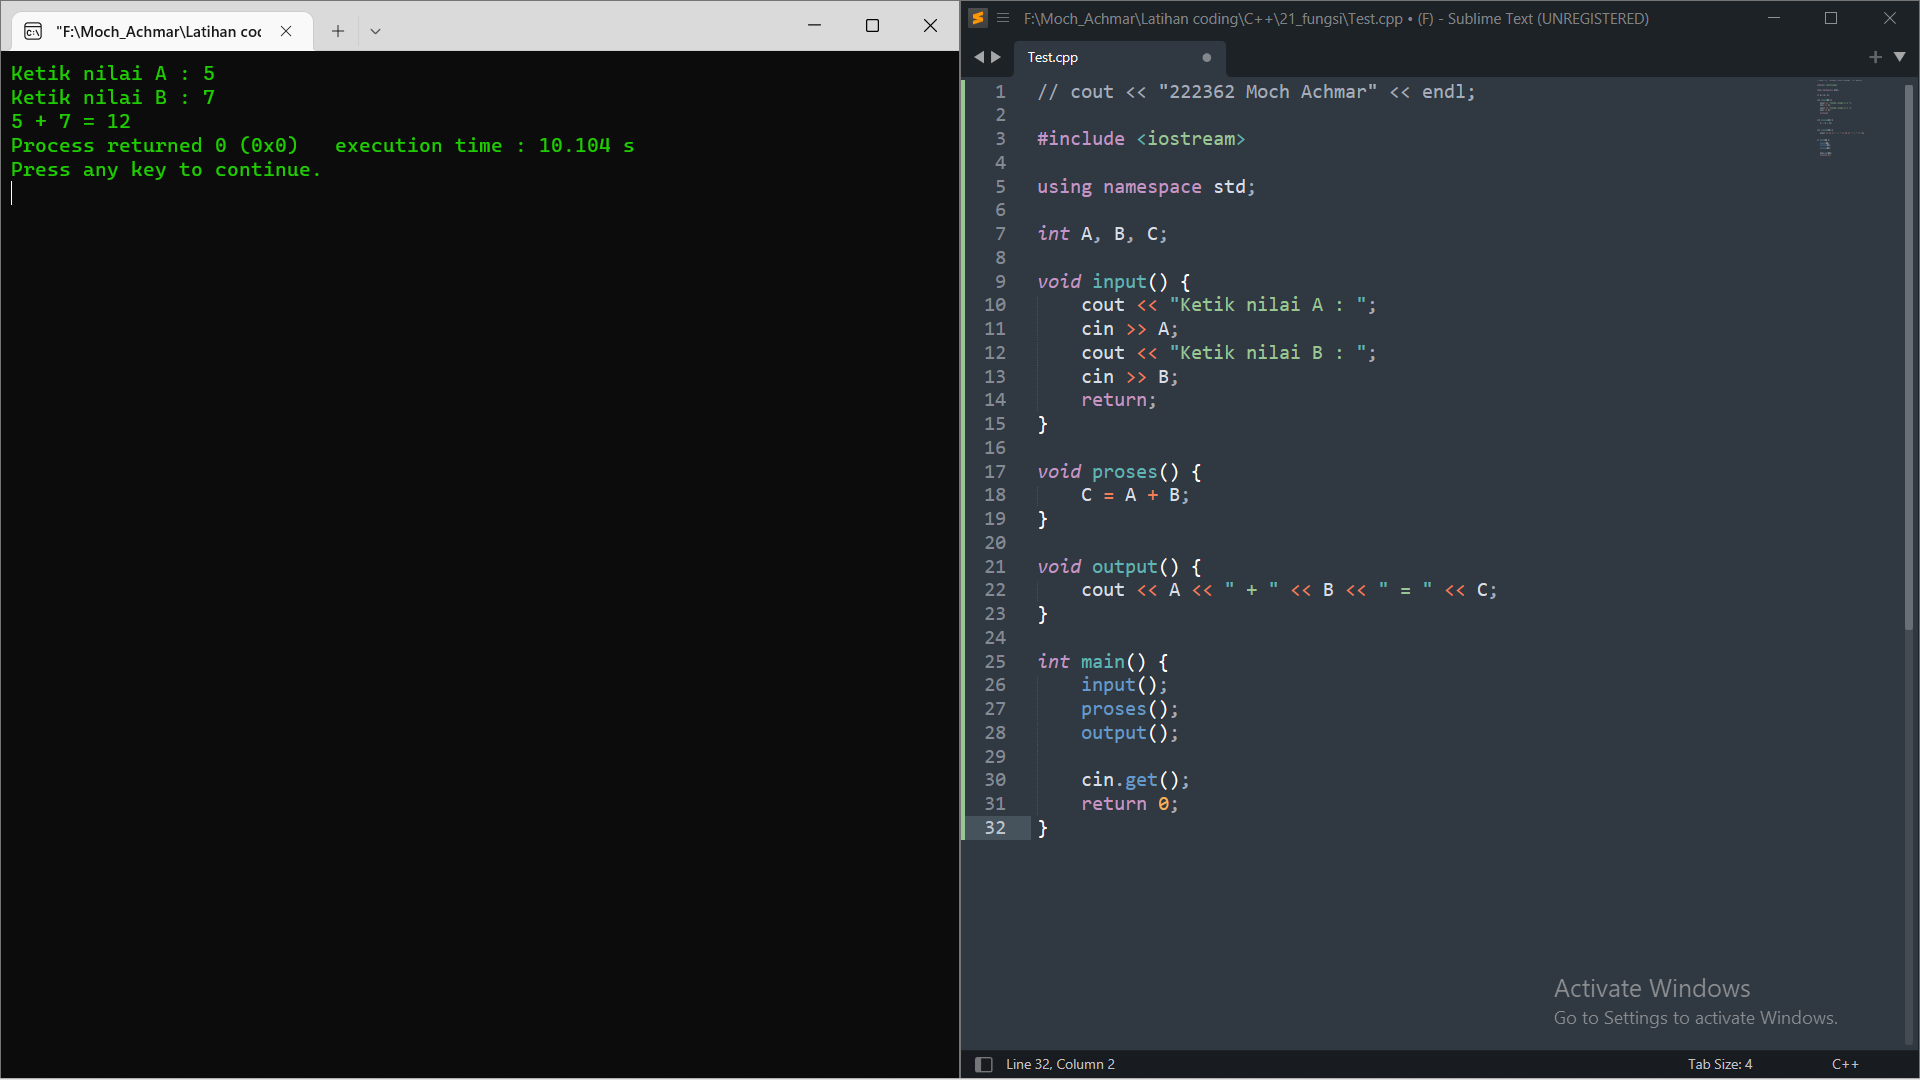 "F:\Moch_Achmar\Latihan coc
Ketik nilai A : 5
Ketik nilai B : 7
5 + 7 = 12
Process returned 0 (0x0)   execution time : 10.104 s
Press any key to continue.
F:\Moch_Achmar\Latihan coding\C++\21_fungsi\Test.cpp • (F) - Sublime Text (UNREGISTERED)
Test.cpp
1 // cout << "222362 Moch Achmar" << endl;
2
3 #include <iostream>
4
5 using namespace std;
6
7 int A, B, C;
8
9 void input() {
10     cout << "Ketik nilai A : ";
11     cin >> A;
12     cout << "Ketik nilai B : ";
13     cin >> B;
14     return;
15 }
16
17 void proses() {
18     C = A + B;
19 }
20
21 void output() {
22     cout << A << " + " << B << " = " << C;
23 }
24
25 int main() {
26     input();
27     proses();
28     output();
29
30     cin.get();
31     return 0;
32 }
Activate Windows
Go to Settings to activate Windows.
Line 32, Column 2
Tab Size: 4
C++